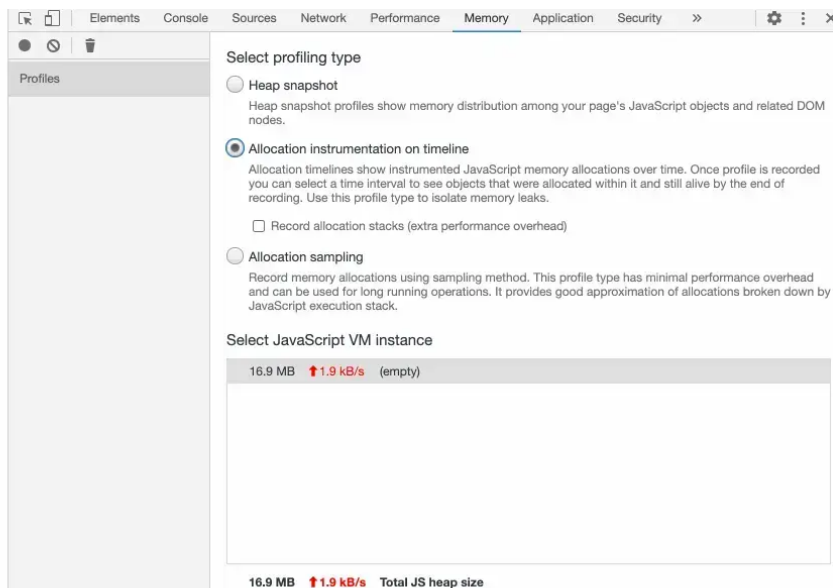 Elements Console Sources Network Performance Memory Application Security »
Profiles
Select profiling type
Heap snapshot
Heap snapshot profiles show memory distribution among your page's JavaScript objects and related DOM
nodes.
Allocation instrumentation on timeline
Allocation timelines show instrumented JavaScript memory allocations over time. Once profile is recorded
you can select a time interval to see objects that were allocated within it and still alive by the end of
recording. Use this profile type to isolate memory leaks.
Record allocation stacks (extra performance overhead)
Allocation sampling
Record memory allocations using sampling method. This profile type has minimal performance overhead
and can be used for long running operations. It provides good approximation of allocations broken down by
JavaScript execution stack.
Select JavaScript VM instance
16.9 MB 1.9 kB/s (empty)
16.9 MB 1.9 kB/s Total JS heap size